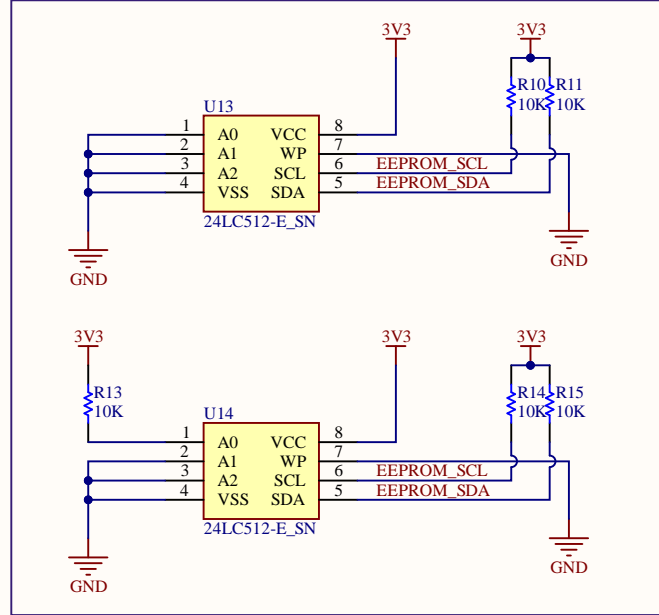 3V3 3V3
R10 R11
10K 10K
U13
1 A0 VCC 8
2 A1 WP 7
3 A2 SCL 6 EEPROM_SCL
4 VSS SDA 5 EEPROM_SDA
24LC512-E_SN
GND GND
3V3 3V3 3V3
R13 R14 R15
10K 10K 10K
U14
1 A0 VCC 8
2 A1 WP 7
3 A2 SCL 6 EEPROM_SCL
4 VSS SDA 5 EEPROM_SDA
24LC512-E_SN
GND GND